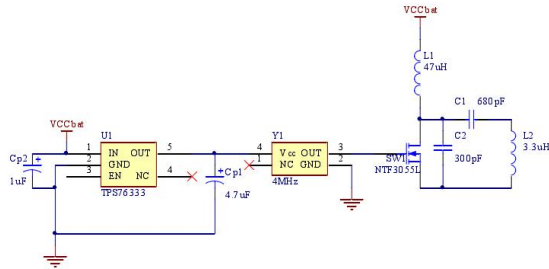 VCCbat
L1
47uH
C1 680pF
L2
3.3uH
C2
300pF
VCCbat
U1
1 IN OUT 5
2 GND
3 EN NC 4
TPS76333
Cp2
1uF
Cp1
4.7uF
Y1
4 Vcc OUT 3
1 NC GND 2
4MHz
SW1
NTF3055L